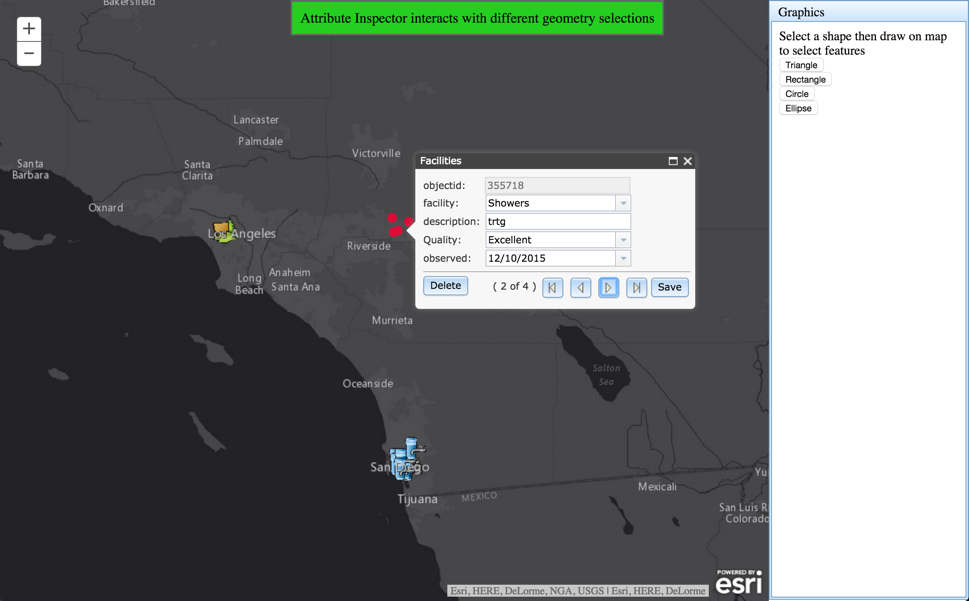 Bakersfield
Attribute Inspector interacts with different geometry selections
Graphics
Select a shape then draw on map
to select features
Triangle
Rectangle
Circle
Ellipse
+
−
Lancaster
Palmdale
Victorville
Santa
Barbara
Santa
Clarita
Oxnard
Los Angeles
Riverside
Long
Beach
Anaheim
Santa Ana
Murrieta
Oceanside
San Diego
Tijuana
MEXICO
Salton
Sea
Mexicali
Yu
San Luis R
Colorado
Facilities
objectid: 355718
facility: Showers
description: trtg
Quality: Excellent
observed: 12/10/2015
Delete ( 2 of 4 ) Save
POWERED BY
esri
Esri, HERE, DeLorme, NGA, USGS | Esri, HERE, DeLorme